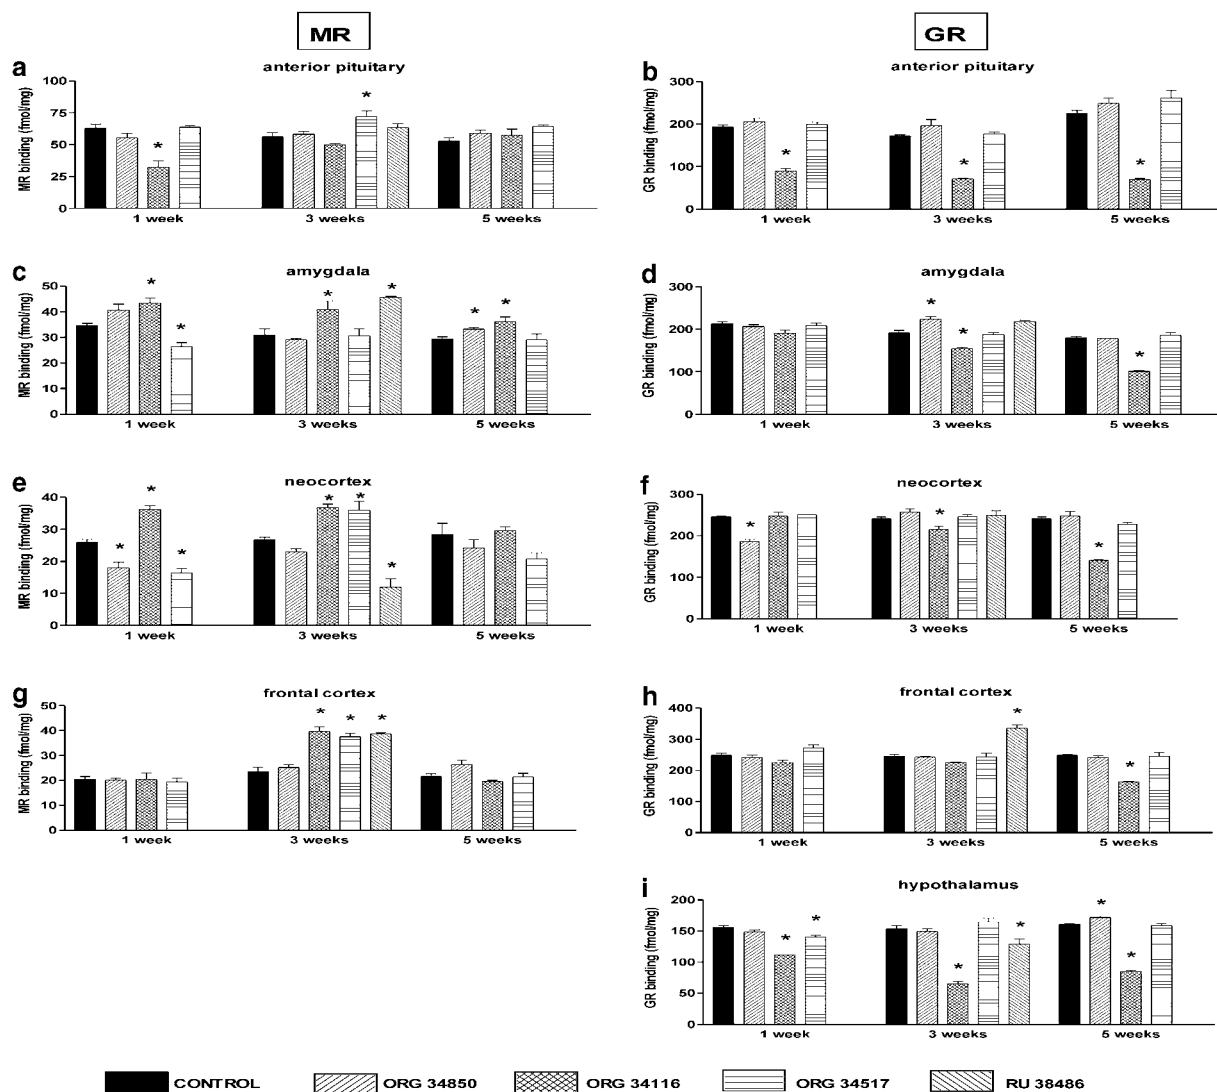 MR
GR
a
anterior pituitary
MR binding (fmol/mg)
100
75
50
25
0
*
*
1 week
3 weeks
5 weeks
b
anterior pituitary
GR binding (fmol/mg)
300
200
100
0
*
*
*
1 week
3 weeks
5 weeks
c
amygdala
MR binding (fmol/mg)
50
40
30
20
10
0
*
*
*
*
*
*
1 week
3 weeks
5 weeks
d
amygdala
GR binding (fmol/mg)
300
200
100
0
*
*
*
1 week
3 weeks
5 weeks
e
neocortex
MR binding (fmol/mg)
40
30
20
10
0
*
*
*
*
*
*
1 week
3 weeks
5 weeks
f
neocortex
GR binding (fmol/mg)
300
200
100
0
*
*
*
1 week
3 weeks
5 weeks
g
frontal cortex
MR binding (fmol/mg)
50
40
30
20
10
0
*
*
*
1 week
3 weeks
5 weeks
h
frontal cortex
GR binding (fmol/mg)
400
300
200
100
0
*
*
1 week
3 weeks
5 weeks
i
hypothalamus
GR binding (fmol/mg)
200
150
100
50
0
*
*
*
*
*
*
1 week
3 weeks
5 weeks
CONTROL
ORG 34850
ORG 34116
ORG 34517
RU 38486